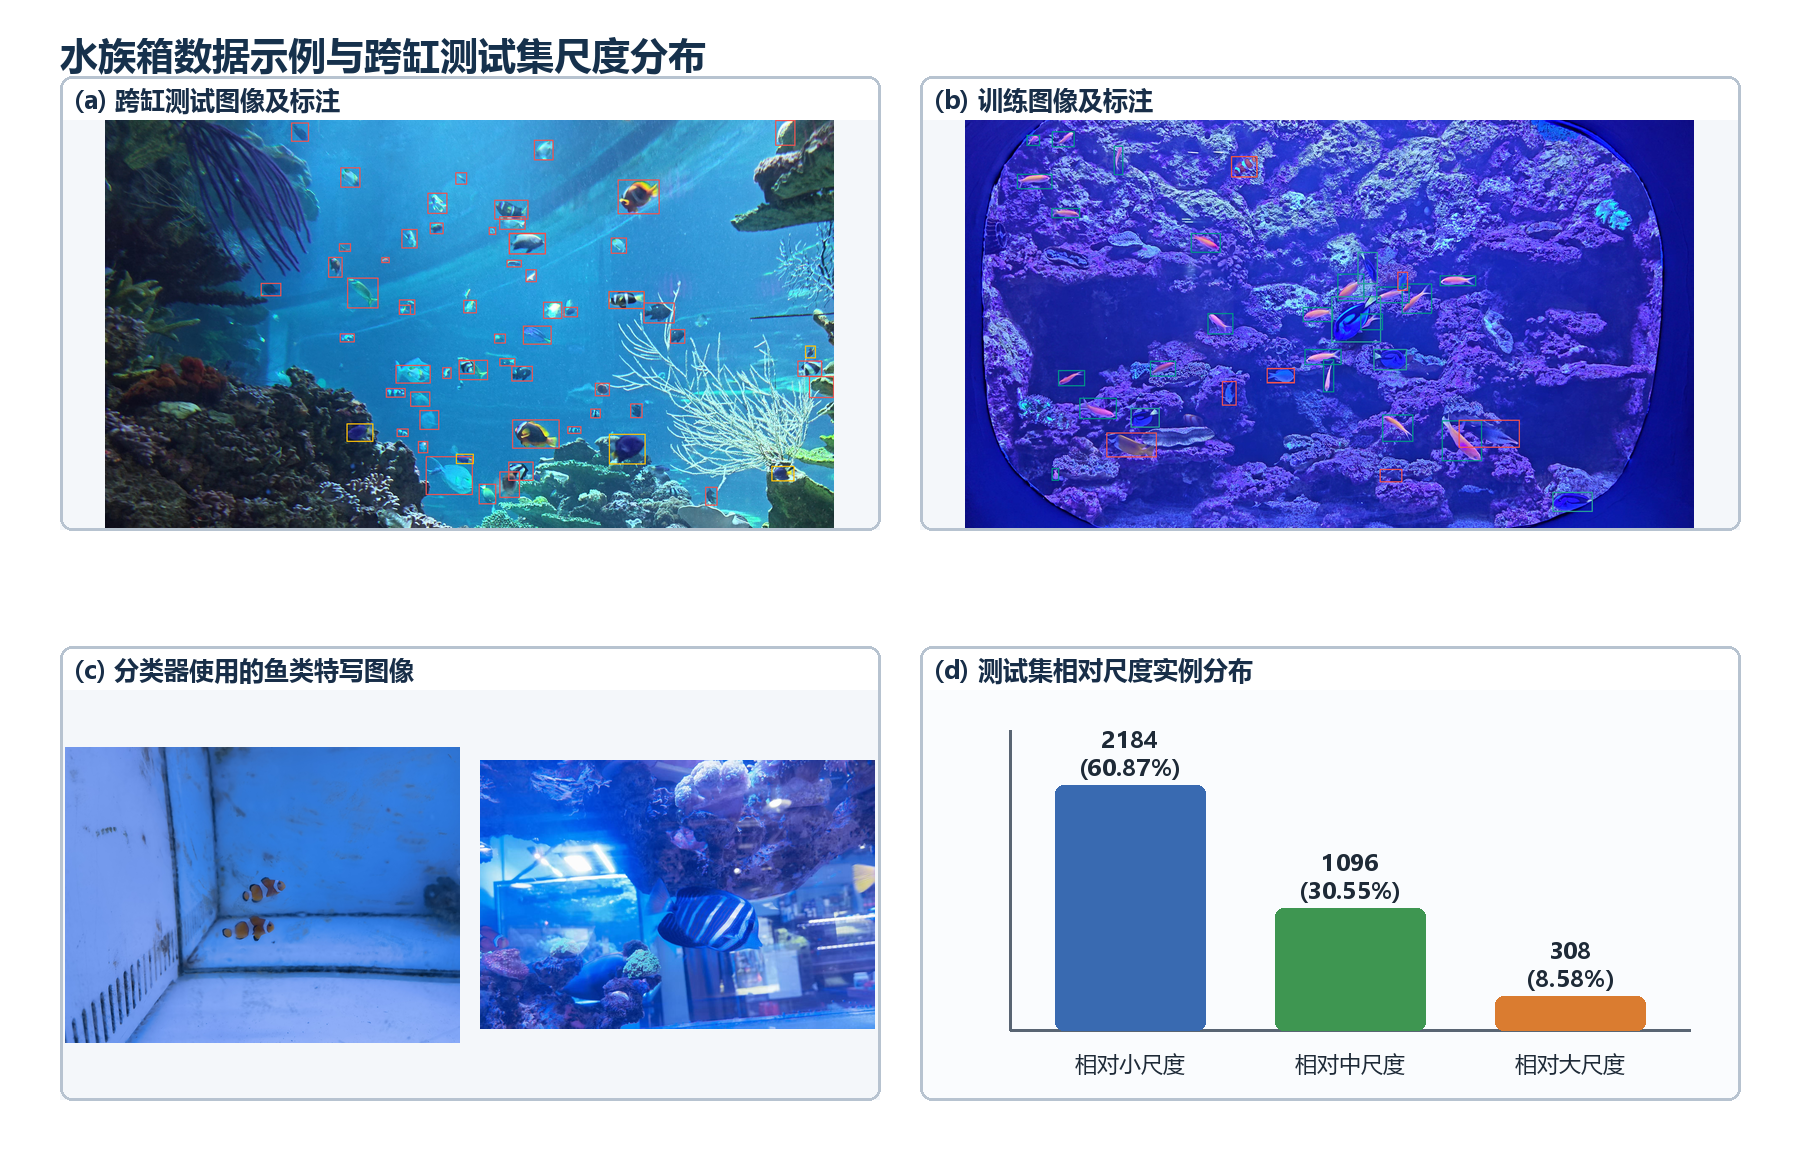 水族箱数据示例与跨缸测试集尺度分布
(a) 跨缸测试图像及标注
(b) 训练图像及标注
(c) 分类器使用的鱼类特写图像
(d) 测试集相对尺度实例分布
2184
(60.87%)
1096
(30.55%)
308
(8.58%)
相对小尺度
相对中尺度
相对大尺度